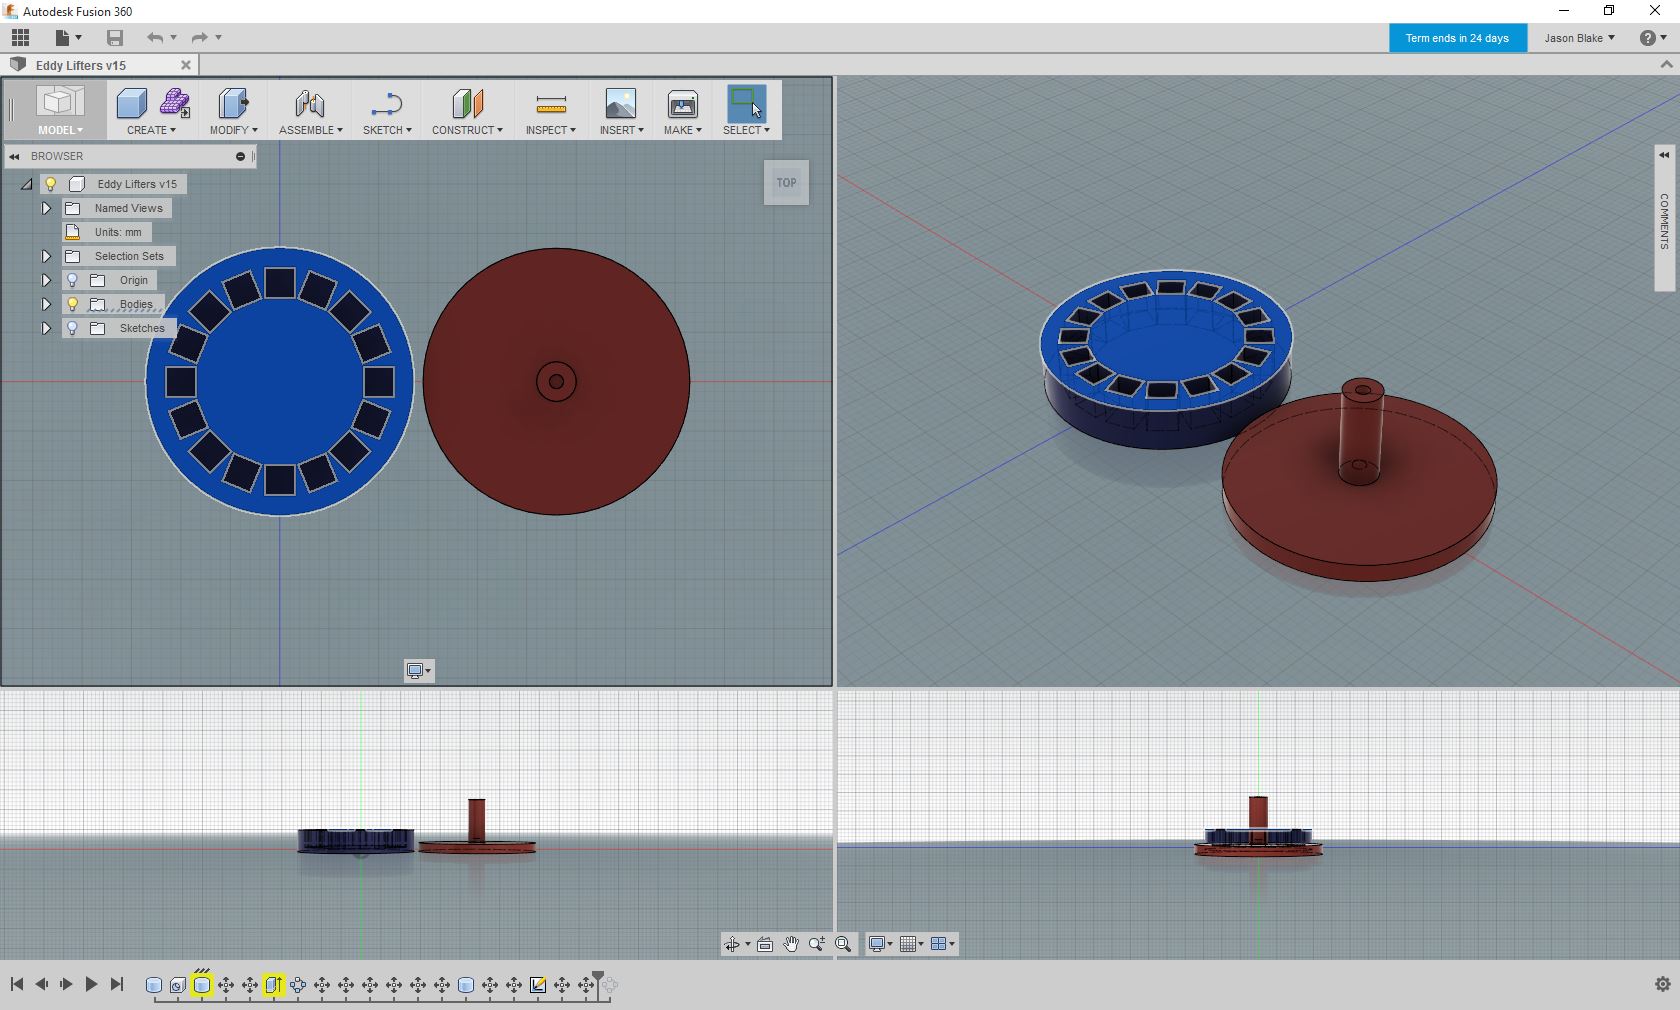 Autodesk Fusion 360
Term ends in 24 days
Jason Blake
?
Eddy Lifters v15
MODEL
CREATE
MODIFY
ASSEMBLE
SKETCH
CONSTRUCT
INSPECT
INSERT
MAKE
SELECT
BROWSER
Eddy Lifters v15
Named Views
Units: mm
Selection Sets
Origin
Bodies
Sketches
TOP
COMMENTS